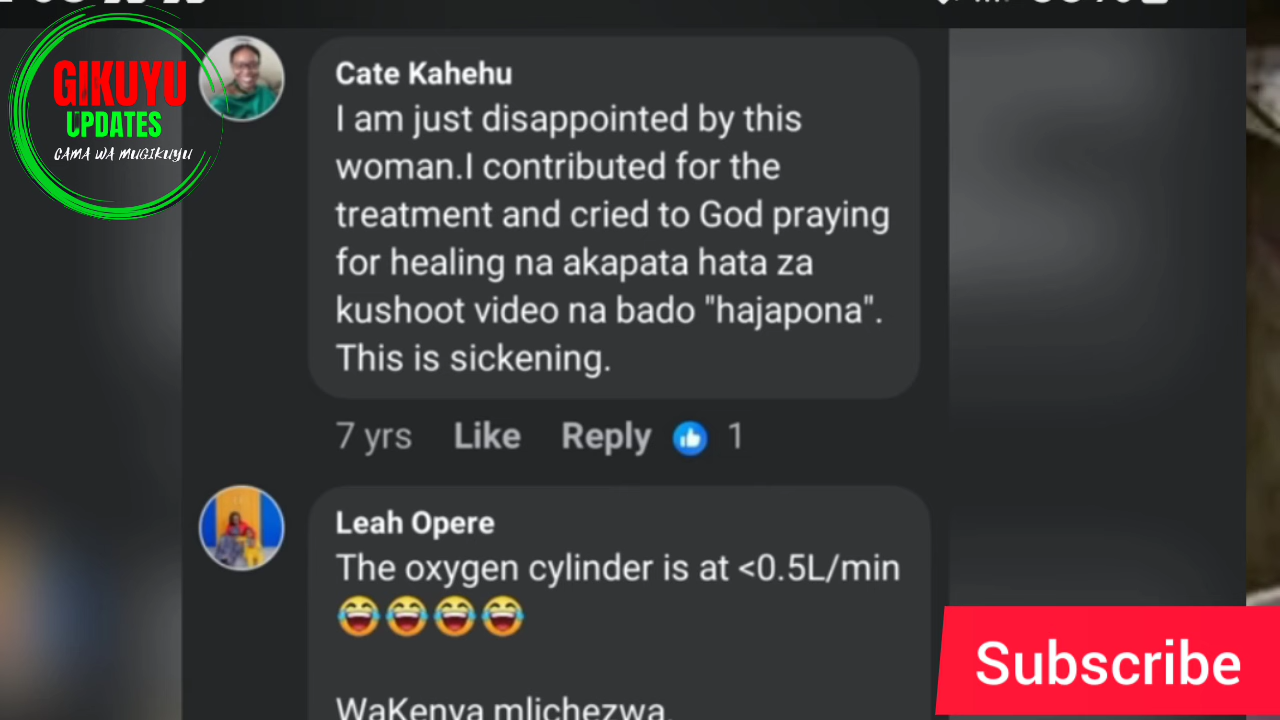 GIKUYU
UPDATES
CAMA WA MUGIKUYU
Cate Kahehu
I am just disappointed by this
woman.I contributed for the
treatment and cried to God praying
for healing na akapata hata za
kushoot video na bado "hajapona".
This is sickening.
7 yrs Like Reply 1
Leah Opere
The oxygen cylinder is at <0.5L/min
😂😂😂😂
WaKenya mlichezwa.
Subscribe